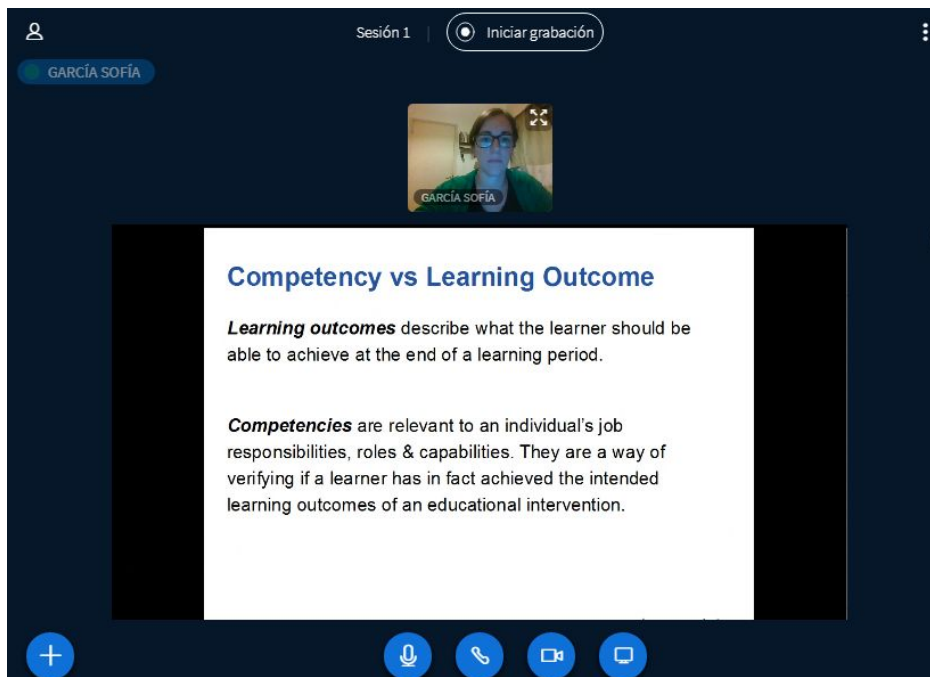 Sesión 1
Iniciar grabación
GARCÍA SOFÍA
GARCÍA SOFÍA
Competency vs Learning Outcome
Learning outcomes describe what the learner should be
able to achieve at the end of a learning period.
Competencies are relevant to an individual’s job
responsibilities, roles & capabilities. They are a way of
verifying if a learner has in fact achieved the intended
learning outcomes of an educational intervention.